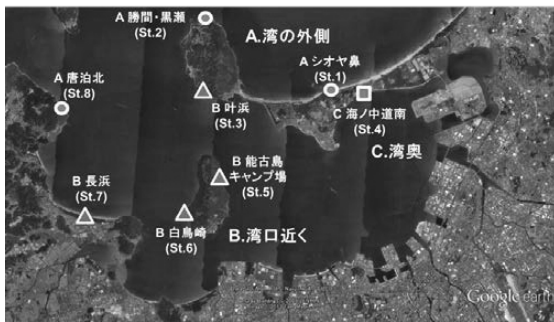 A 勝間・黒瀬
(St.2)
A.湾の外側
A シオヤ鼻
(St.1)
A 唐泊北
(St.8)
B 叶浜
(St.3)
C 海ノ中道南
(St.4)
C.湾奥
B 能古島
キャンプ場
(St.5)
B 長浜
(St.7)
B 白鳥崎
(St.6)
B.湾口近く
Google earth